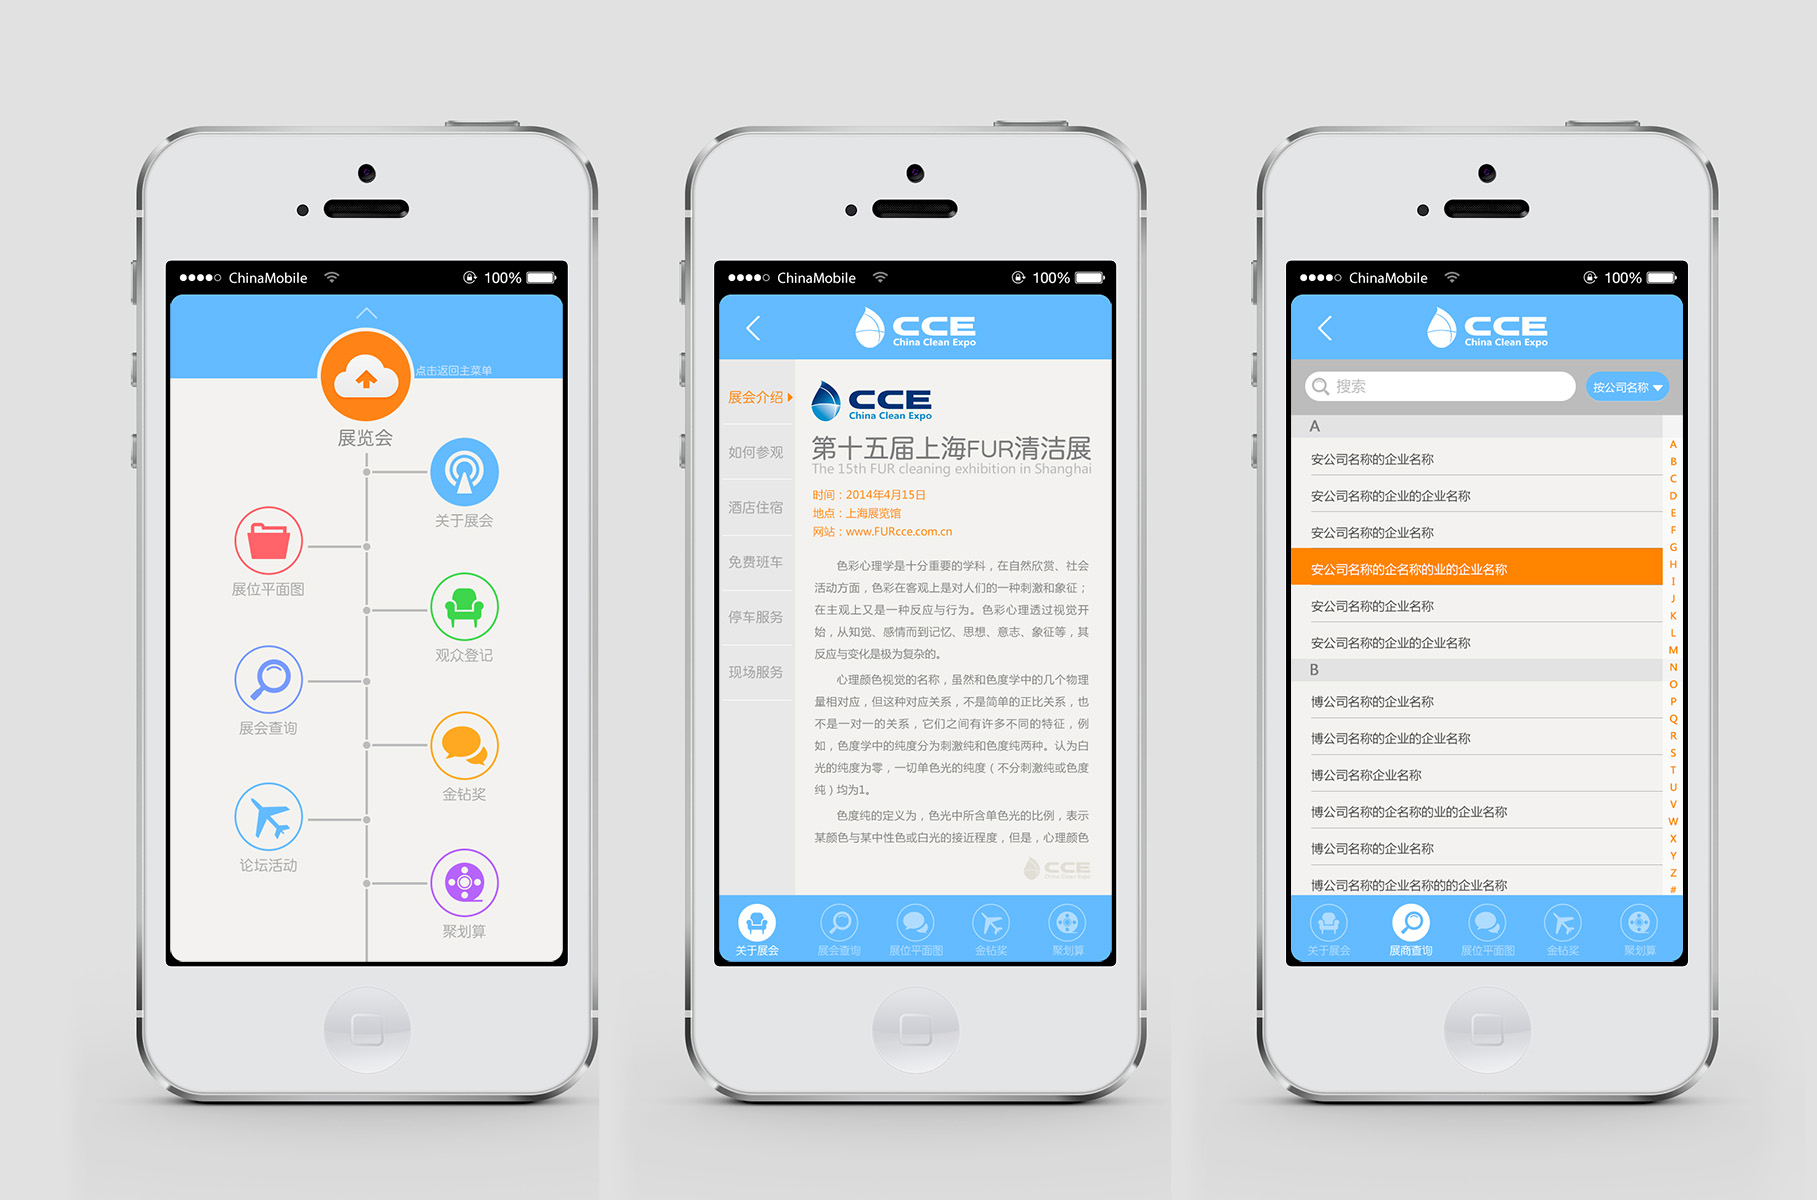 ChinaMobile
100%
点击返回主菜单
展览会
关于展会
展位平面图
观众登记
展会查询
金钻奖
论坛活动
聚划算
ChinaMobile
100%
CCE
China Clean Expo
展会介绍
如何参观
酒店住宿
免费班车
停车服务
现场服务
CCE
China Clean Expo
第十五届上海FUR清洁展
The 15th FUR cleaning exhibition in Shanghai
时间：2014年4月15日
地点：上海展览馆
网站：www.FURcce.com.cn
色彩心理学是十分重要的学科，在自然欣赏、社会
活动方面，色彩在客观上是对人们的一种刺激和象征；
在主观上又是一种反应与行为。色彩心理透过视觉开
始，从知觉、感情而到记忆、思想、意志、象征等，其
反应与变化是极为复杂的。
心理颜色视觉的名称，虽然和色度学中的几个物理
量相对应，但这种对应关系，不是简单的正比关系，也
不是一对一的关系，它们之间有许多不同的特征，例
如，色度学中的纯度分为刺激纯和色度纯两种。认为白
光的纯度为零，一切单色光的纯度（不分刺激纯或色度
纯）均为1。
色度纯的定义为，色光中所含单色光的比例，表示
某颜色与某中性色或白光的接近程度，但是，心理颜色
CCE
China Clean Expo
关于展会
展会查询
展位平面图
金钻奖
聚划算
ChinaMobile
100%
CCE
China Clean Expo
搜索
按公司名称
A
安公司名称的企业名称
安公司名称的企业的企业名称
安公司名称的企业名称
安公司名称的企名称的业的企业名称
安公司名称的企业名称
安公司名称的企业的企业名称
B
博公司名称的企业名称
博公司名称的企业的企业名称
博公司名称企业名称
博公司名称的企名称的业的企业名称
博公司名称的企业名称
博公司名称的企业名称的的企业名称
A
B
C
D
E
F
G
H
I
J
K
L
M
N
O
P
Q
R
S
T
U
V
W
X
Y
Z
#
关于展会
展商查询
展位平面图
金钻奖
聚划算